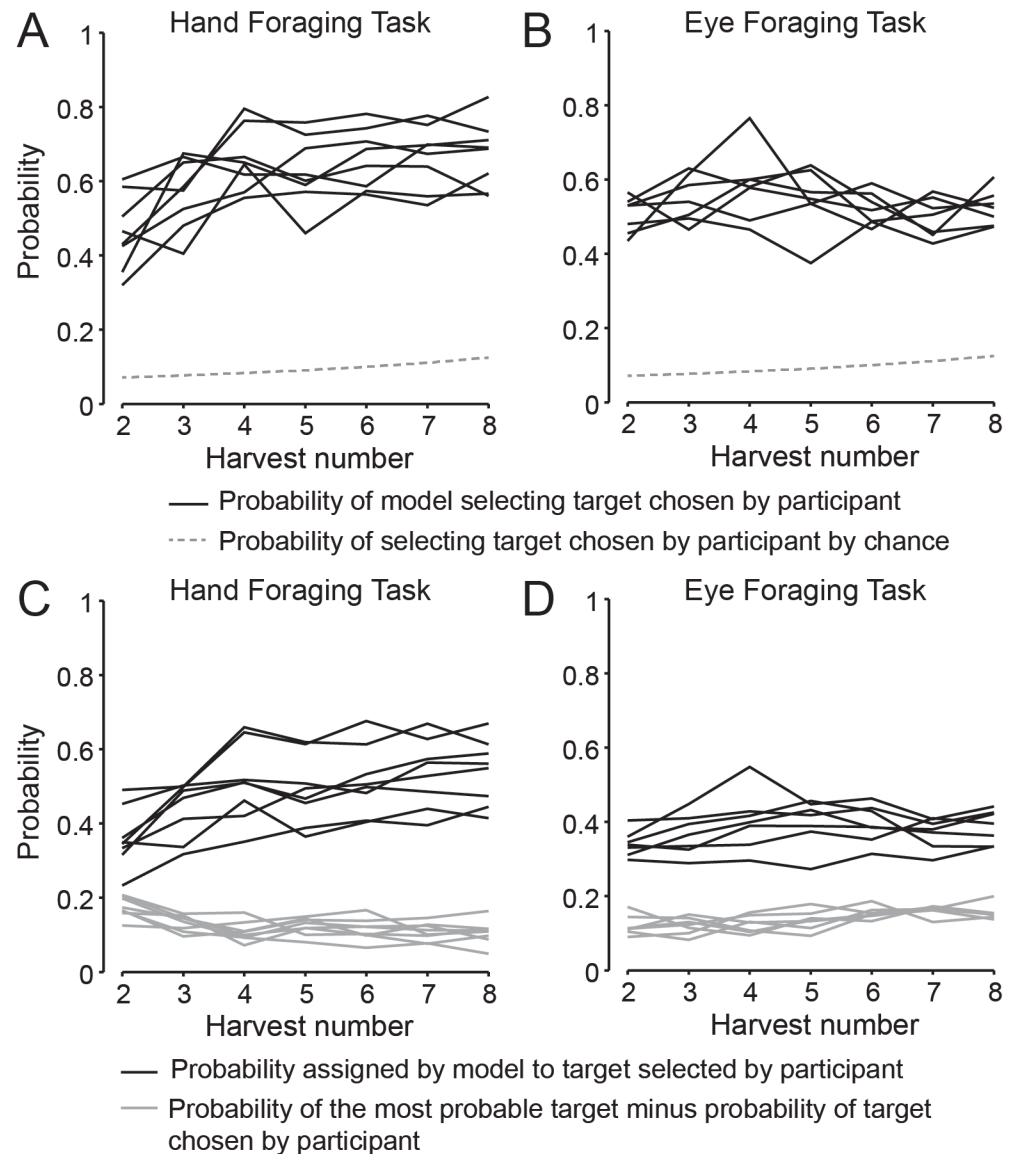 A
Hand Foraging Task
1
0.8
0.6
0.4
0.2
0
Probability
2 3 4 5 6 7 8
Harvest number
B
Eye Foraging Task
1
0.8
0.6
0.4
0.2
0
2 3 4 5 6 7 8
Harvest number
Probability of model selecting target chosen by participant
Probability of selecting target chosen by participant by chance
C
Hand Foraging Task
1
0.8
0.6
0.4
0.2
0
Probability
2 3 4 5 6 7 8
Harvest number
D
Eye Foraging Task
1
0.8
0.6
0.4
0.2
0
2 3 4 5 6 7 8
Harvest number
Probability assigned by model to target selected by participant
Probability of the most probable target minus probability of target
chosen by participant